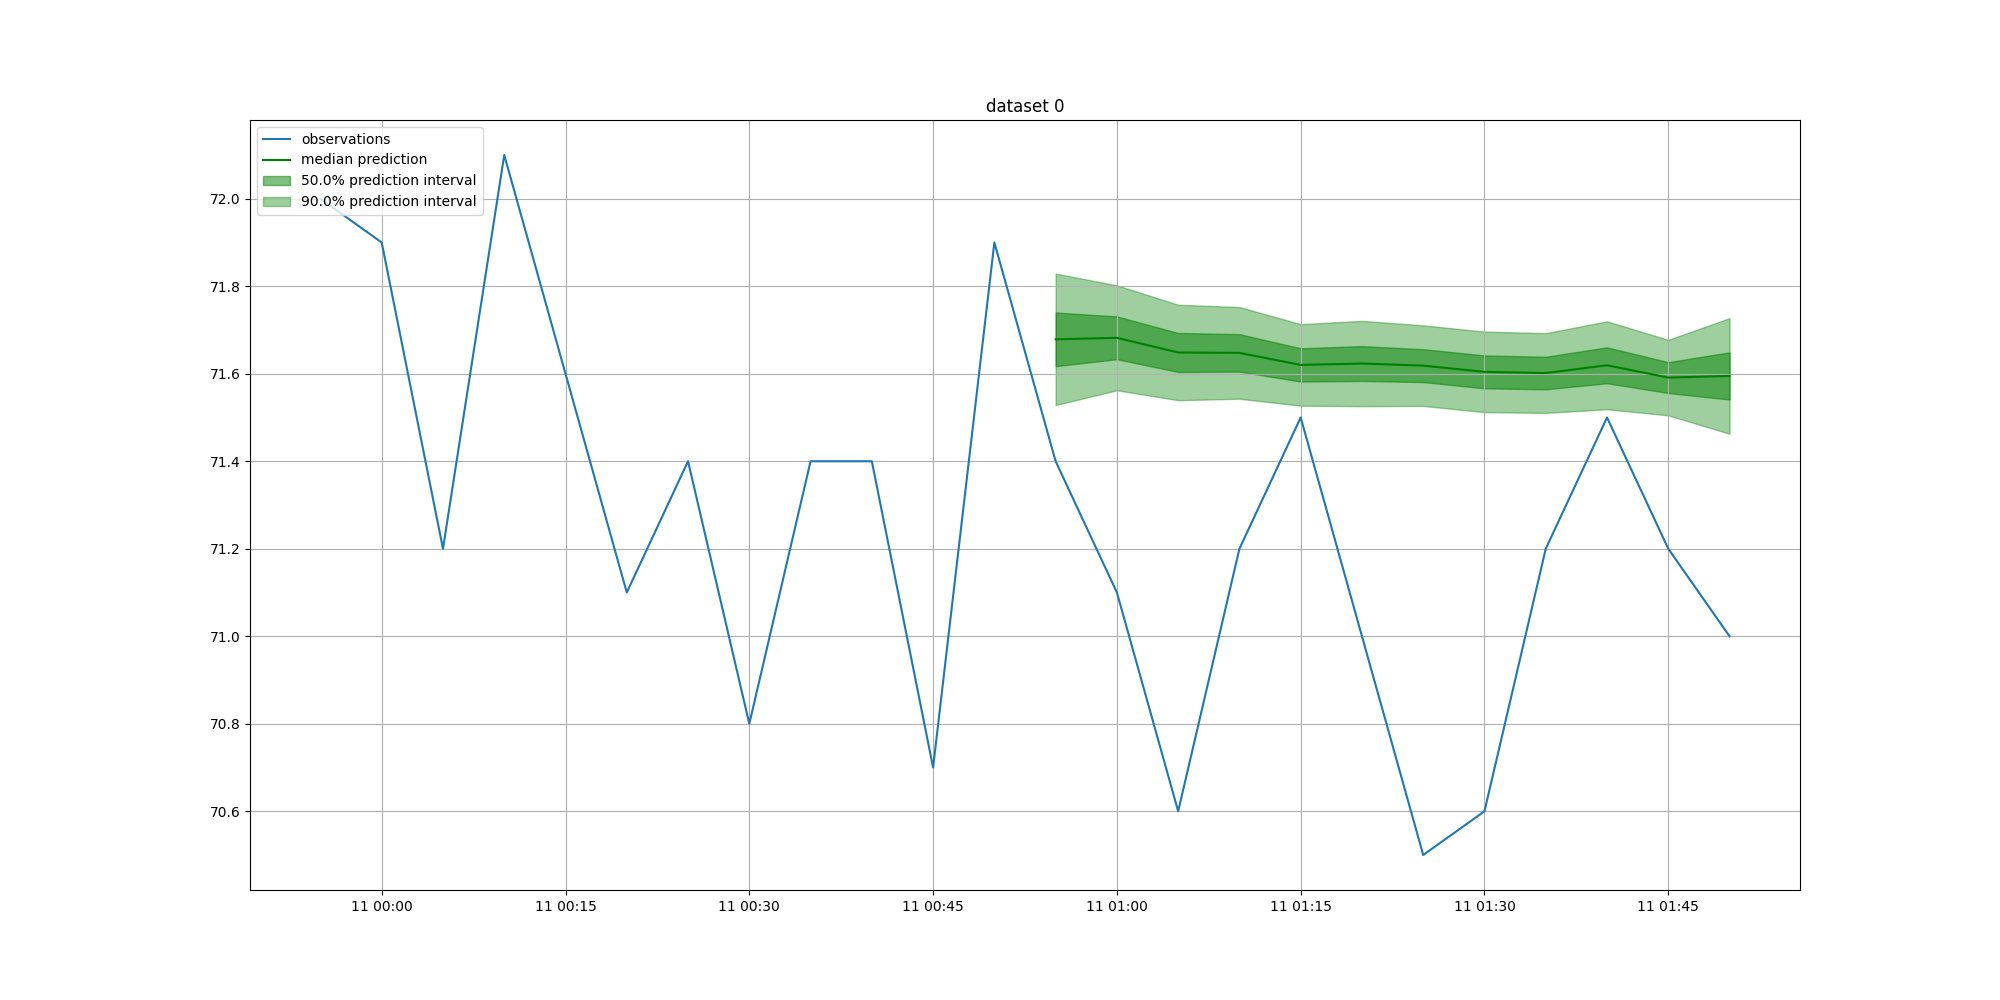 dataset 0
observations
median prediction
50.0% prediction interval
90.0% prediction interval
72.0
71.8
71.6
71.4
71.2
71.0
70.8
70.6
11 00:00 11 00:15 11 00:30 11 00:45 11 01:00 11 01:15 11 01:30 11 01:45